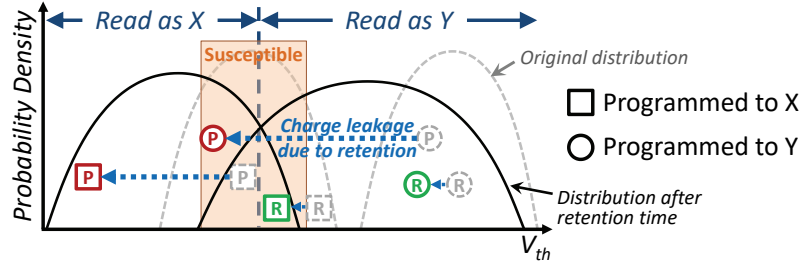 Read as X
Read as Y
Probability Density
Susceptible
Original distribution
Programmed to X
Programmed to Y
P
Charge leakage
due to retention
P
P
P
R
R
R
R
Distribution after
retention time
V_th